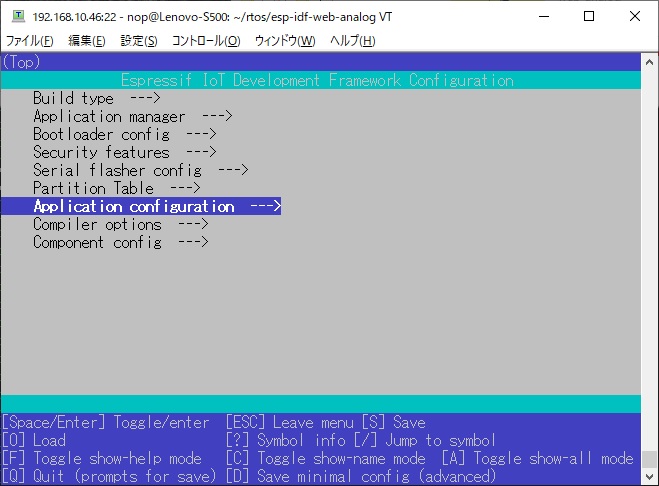 192.168.10.46:22 - nop@Lenovo-S500: ~/rtos/esp-idf-web-analog VT
ファイル(F) 編集(E) 設定(S) コントロール(O) ウィンドウ(W) ヘルプ(H)
(Top)
Espressif IoT Development Framework Configuration
Build type --->
Application manager --->
Bootloader config --->
Security features --->
Serial flasher config --->
Partition Table --->
Application configuration --->
Compiler options --->
Component config --->
[Space/Enter] Toggle/enter [ESC] Leave menu [S] Save
[O] Load [?] Symbol info [/] Jump to symbol
[F] Toggle show-help mode [C] Toggle show-name mode [A] Toggle show-all mode
[Q] Quit (prompts for save) [D] Save minimal config (advanced)